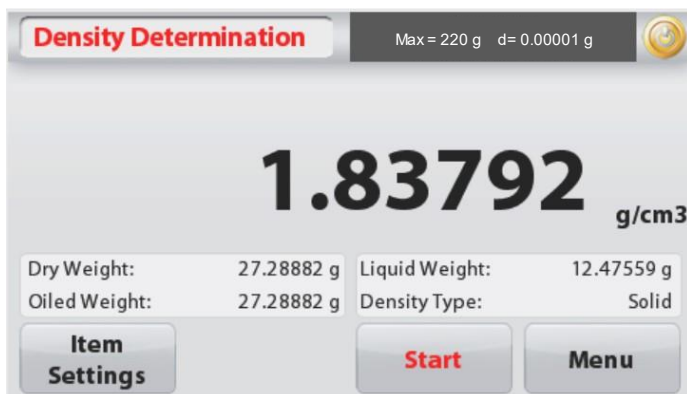 Density Determination
Max = 220 g d= 0.00001 g
1.83792
g/cm3
Dry Weight: 27.28882 g Liquid Weight: 12.47559 g
Oiled Weight: 27.28882 g Density Type: Solid
Item
Settings
Start
Menu